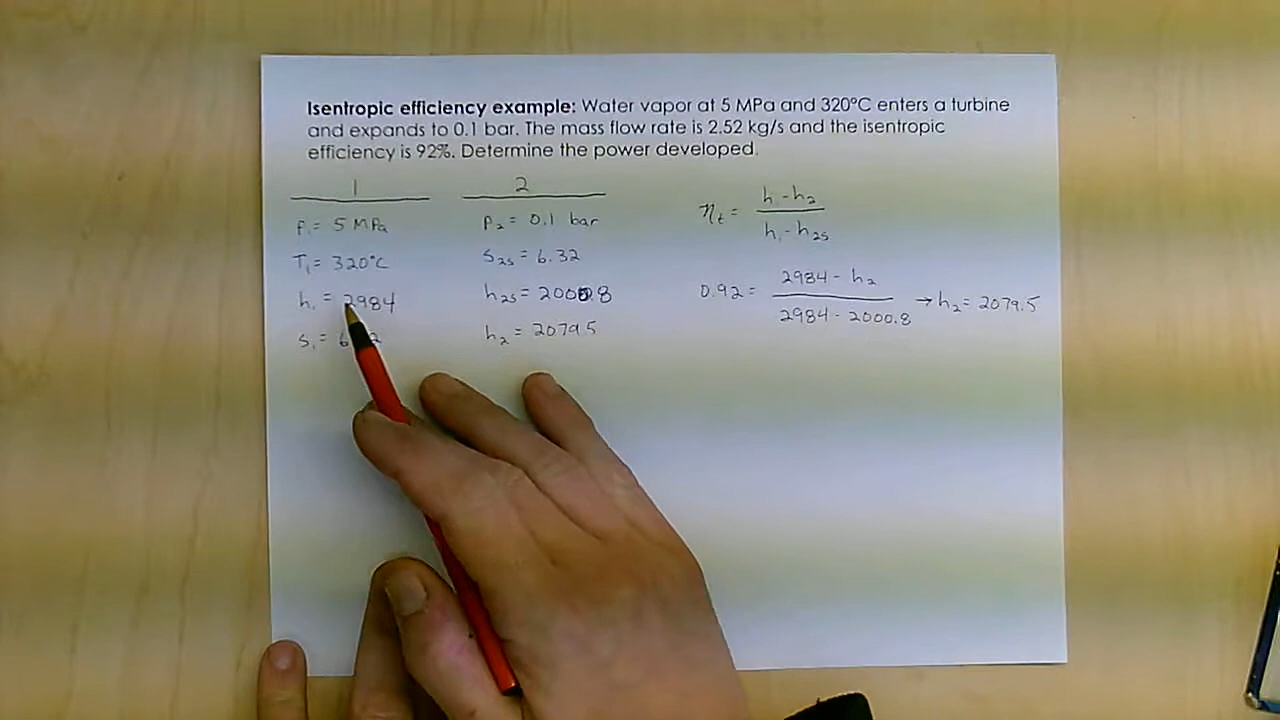 Isentropic efficiency example: Water vapor at 5 MPa and 320°C enters a turbine
and expands to 0.1 bar. The mass flow rate is 2.52 kg/s and the isentropic
efficiency is 92%. Determine the power developed.
1
P₁ = 5 MPa
T₁ = 320°C
h₁ = 2984
S₁ =
2
P₂ = 0.1 bar
S₂s = 6.32
h₂s = 2000.8
h₂ = 2079.5
ηt = h₁-h₂
h₁-h₂s
0.92 = 2984 - h₂ → h₂ = 2079.5
2984 - 2000.8